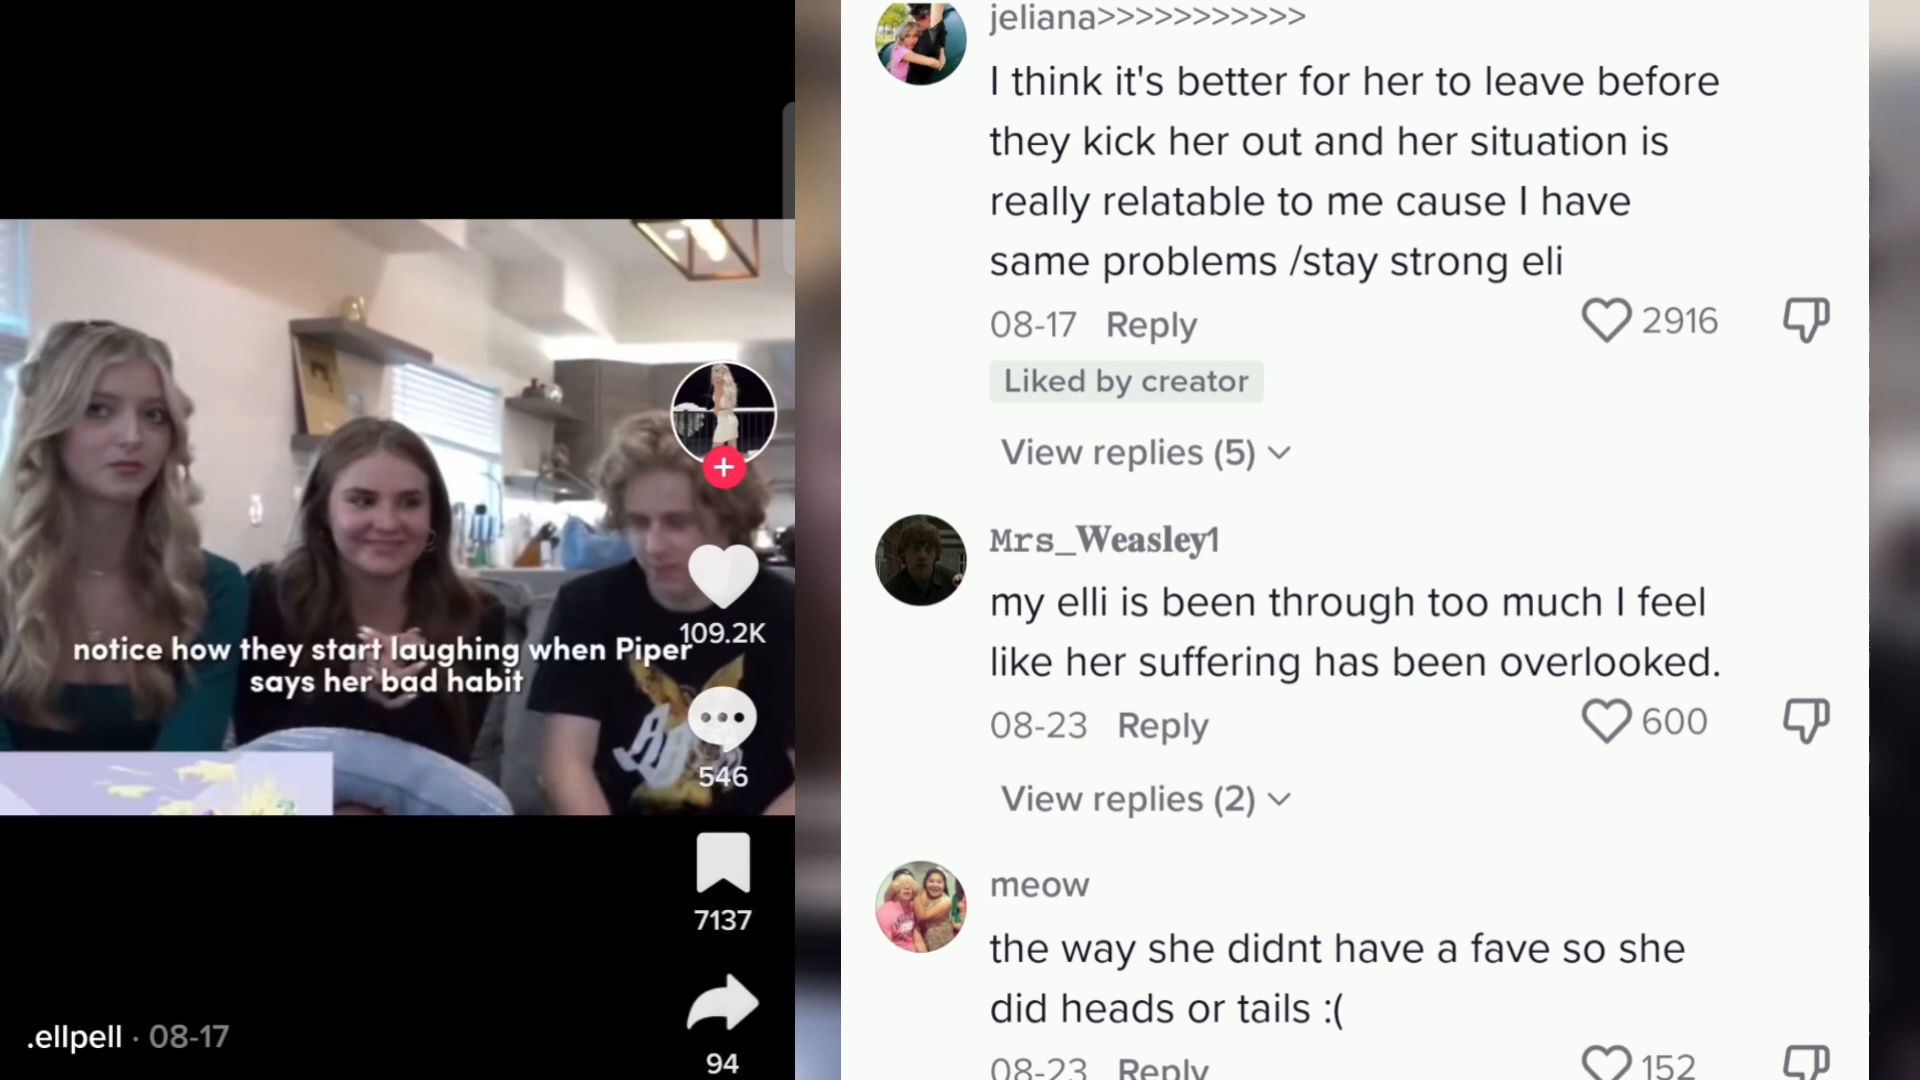 notice how they start laughing when Piper
says her bad habit
109.2K
546
7137
94
.ellpell · 08-17
jeliana>>>>>>>>>>>
I think it's better for her to leave before
they kick her out and her situation is
really relatable to me cause I have
same problems /stay strong eli
08-17 Reply
2916
Liked by creator
View replies (5)
Mrs_Weasley1
my elli is been through too much I feel
like her suffering has been overlooked.
08-23 Reply
600
View replies (2)
meow
the way she didnt have a fave so she
did heads or tails :(
08-23 Reply
152